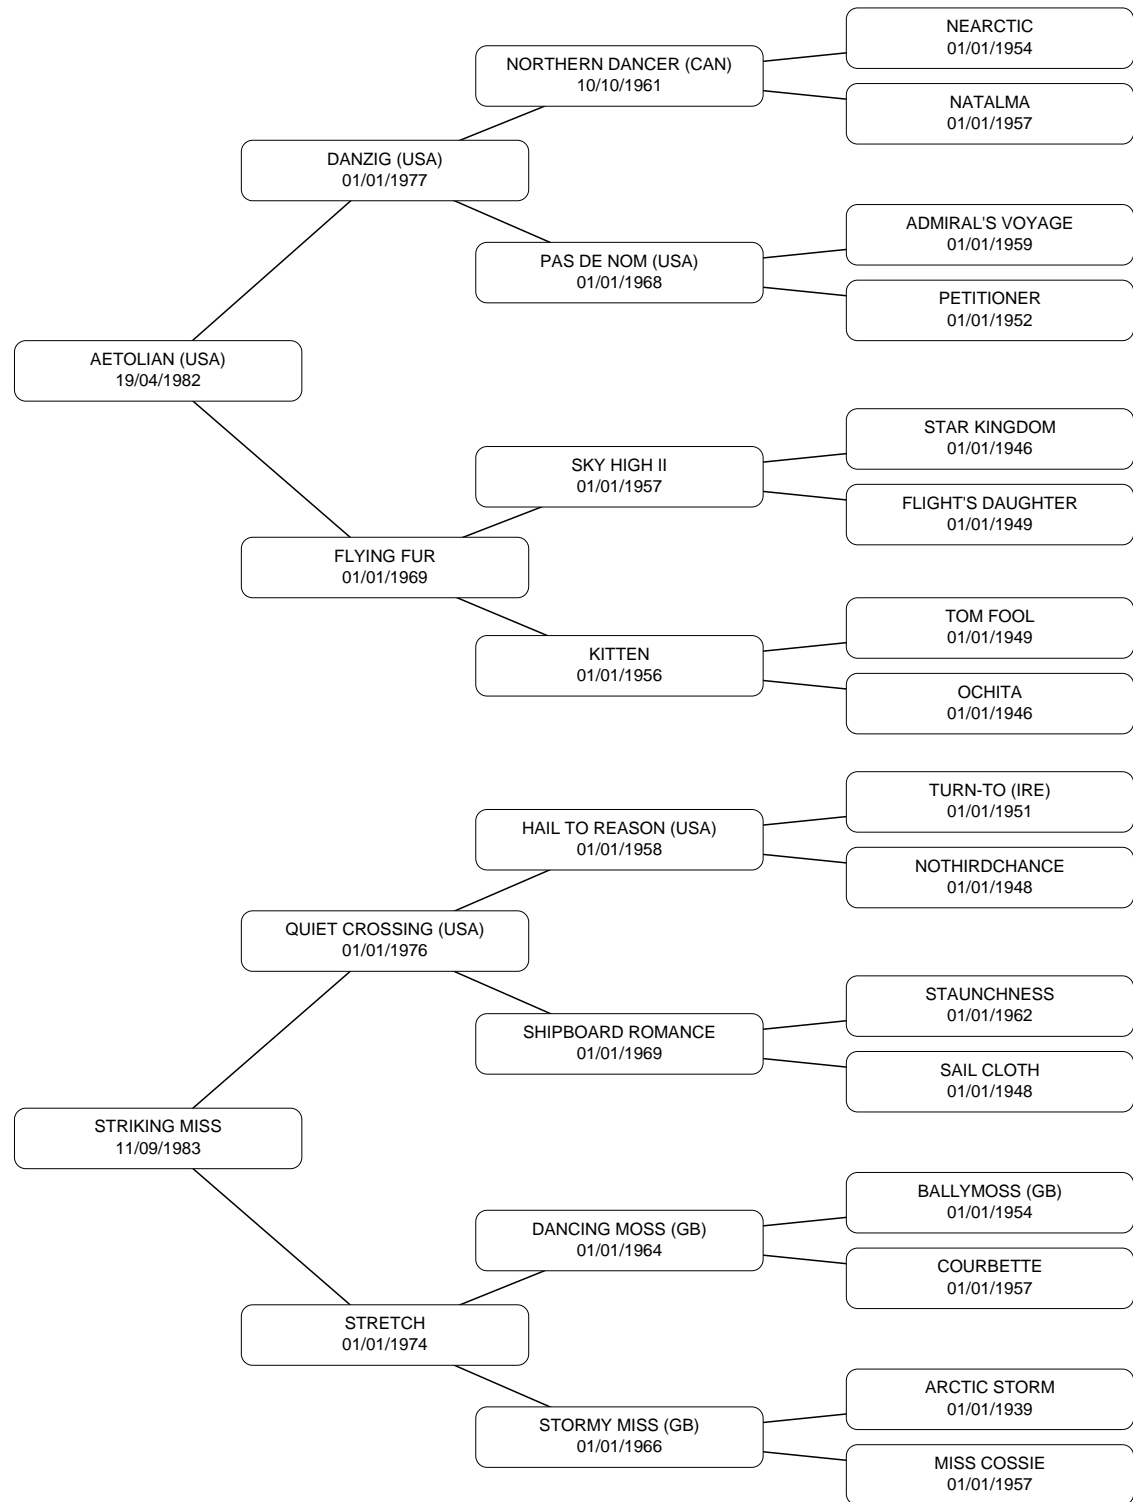 NEARCTIC
01/01/1954
NORTHERN DANCER (CAN)
10/10/1961
NATALMA
01/01/1957
DANZIG (USA)
01/01/1977
ADMIRAL'S VOYAGE
01/01/1959
PAS DE NOM (USA)
01/01/1968
PETITIONER
01/01/1952
AETOLIAN (USA)
19/04/1982
STAR KINGDOM
01/01/1946
SKY HIGH II
01/01/1957
FLIGHT'S DAUGHTER
01/01/1949
FLYING FUR
01/01/1969
TOM FOOL
01/01/1949
KITTEN
01/01/1956
OCHITA
01/01/1946
TURN-TO (IRE)
01/01/1951
HAIL TO REASON (USA)
01/01/1958
NOTHIRDCHANCE
01/01/1948
QUIET CROSSING (USA)
01/01/1976
STAUNCHNESS
01/01/1962
SHIPBOARD ROMANCE
01/01/1969
SAIL CLOTH
01/01/1948
STRIKING MISS
11/09/1983
BALLYMOSS (GB)
01/01/1954
DANCING MOSS (GB)
01/01/1964
COURBETTE
01/01/1957
STRETCH
01/01/1974
ARCTIC STORM
01/01/1939
STORMY MISS (GB)
01/01/1966
MISS COSSIE
01/01/1957